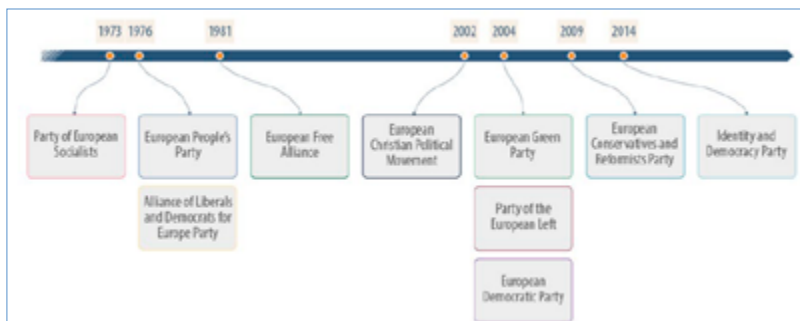 1973 1976 1981 2002 2004 2009 2014
Party of European
Socialists
European People's
Party
Alliance of Liberals
and Democrats for
Europe Party
European Free
Alliance
European
Christian Political
Movement
European Green
Party
Party of the
European Left
European
Democratic Party
European
Conservatives and
Reformists Party
Identity and
Democracy Party